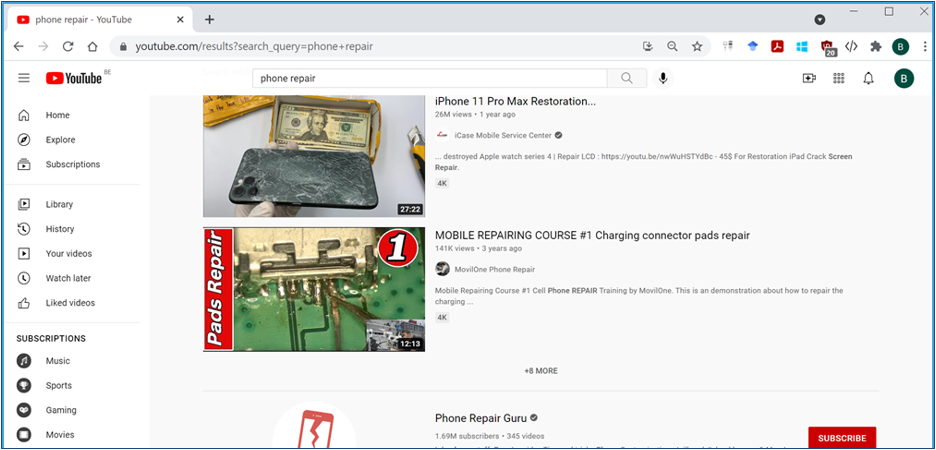 phone repair - YouTube
youtube.com/results?search_query=phone+repair
20
B
YouTube BE
phone repair
B
Home
Explore
Subscriptions
Library
History
Your videos
Watch later
Liked videos
SUBSCRIPTIONS
Music
Sports
Gaming
Movies
27:22
iPhone 11 Pro Max Restoration...
26M views • 1 year ago
iCase Mobile Service Center
... destroyed Apple watch series 4 | Repair LCD : https://youtu.be/nwWuHSTYdBc - 45$ For Restoration iPad Crack Screen
Repair.
4K
Pads Repair
1
12:13
MOBILE REPAIRING COURSE #1 Charging connector pads repair
141K views • 3 years ago
MovilOne Phone Repair
Mobile Repairing Course #1 Cell Phone REPAIR Training by MovilOne. This is an demonstration about how to repair the
charging ...
4K
+8 MORE
Phone Repair Guru
1.69M subscribers • 345 videos
SUBSCRIBE